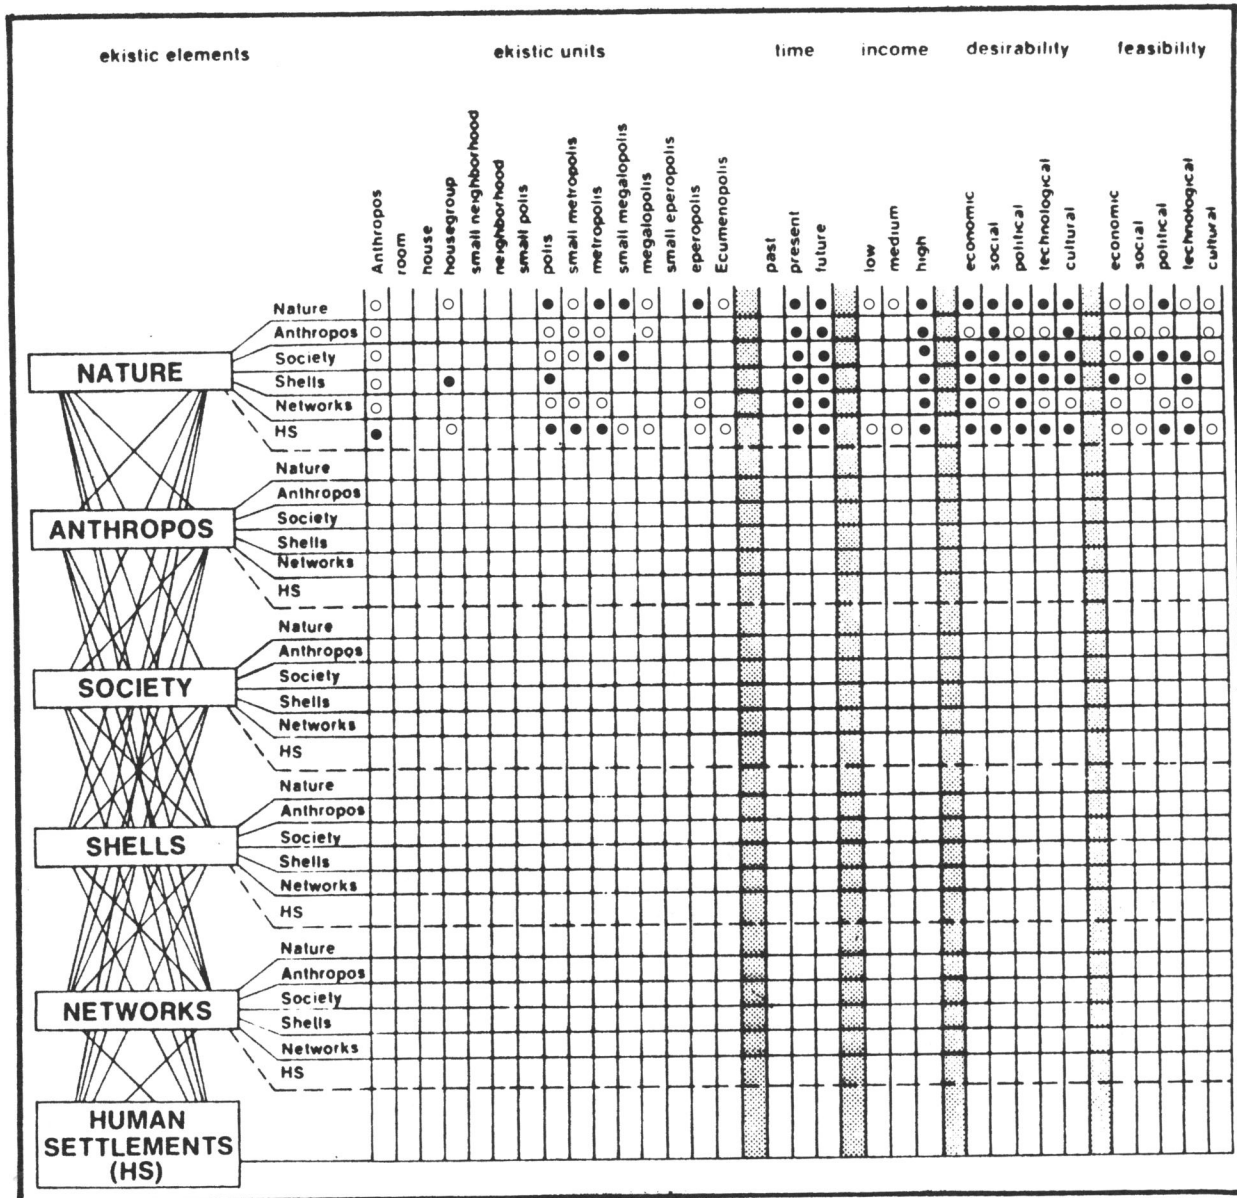 ekistic elements
ekistic units
time
income
desirability
feasibility
Anthropos
room
house
housegroup
small neighborhood
neighborhood
small polis
polis
small metropolis
metropolis
small megalopolis
megalopolis
small eperopolis
eperopolis
Ecumenopolis
past
present
future
low
medium
high
economic
social
political
technological
cultural
economic
social
political
technological
cultural
NATURE
Nature
Anthropos
Society
Shells
Networks
HS
ANTHROPOS
Nature
Anthropos
Society
Shells
Networks
HS
SOCIETY
Nature
Anthropos
Society
Shells
Networks
HS
SHELLS
Nature
Anthropos
Society
Shells
Networks
HS
NETWORKS
Nature
Anthropos
Society
Shells
Networks
HS
HUMAN
SETTLEMENTS
(HS)